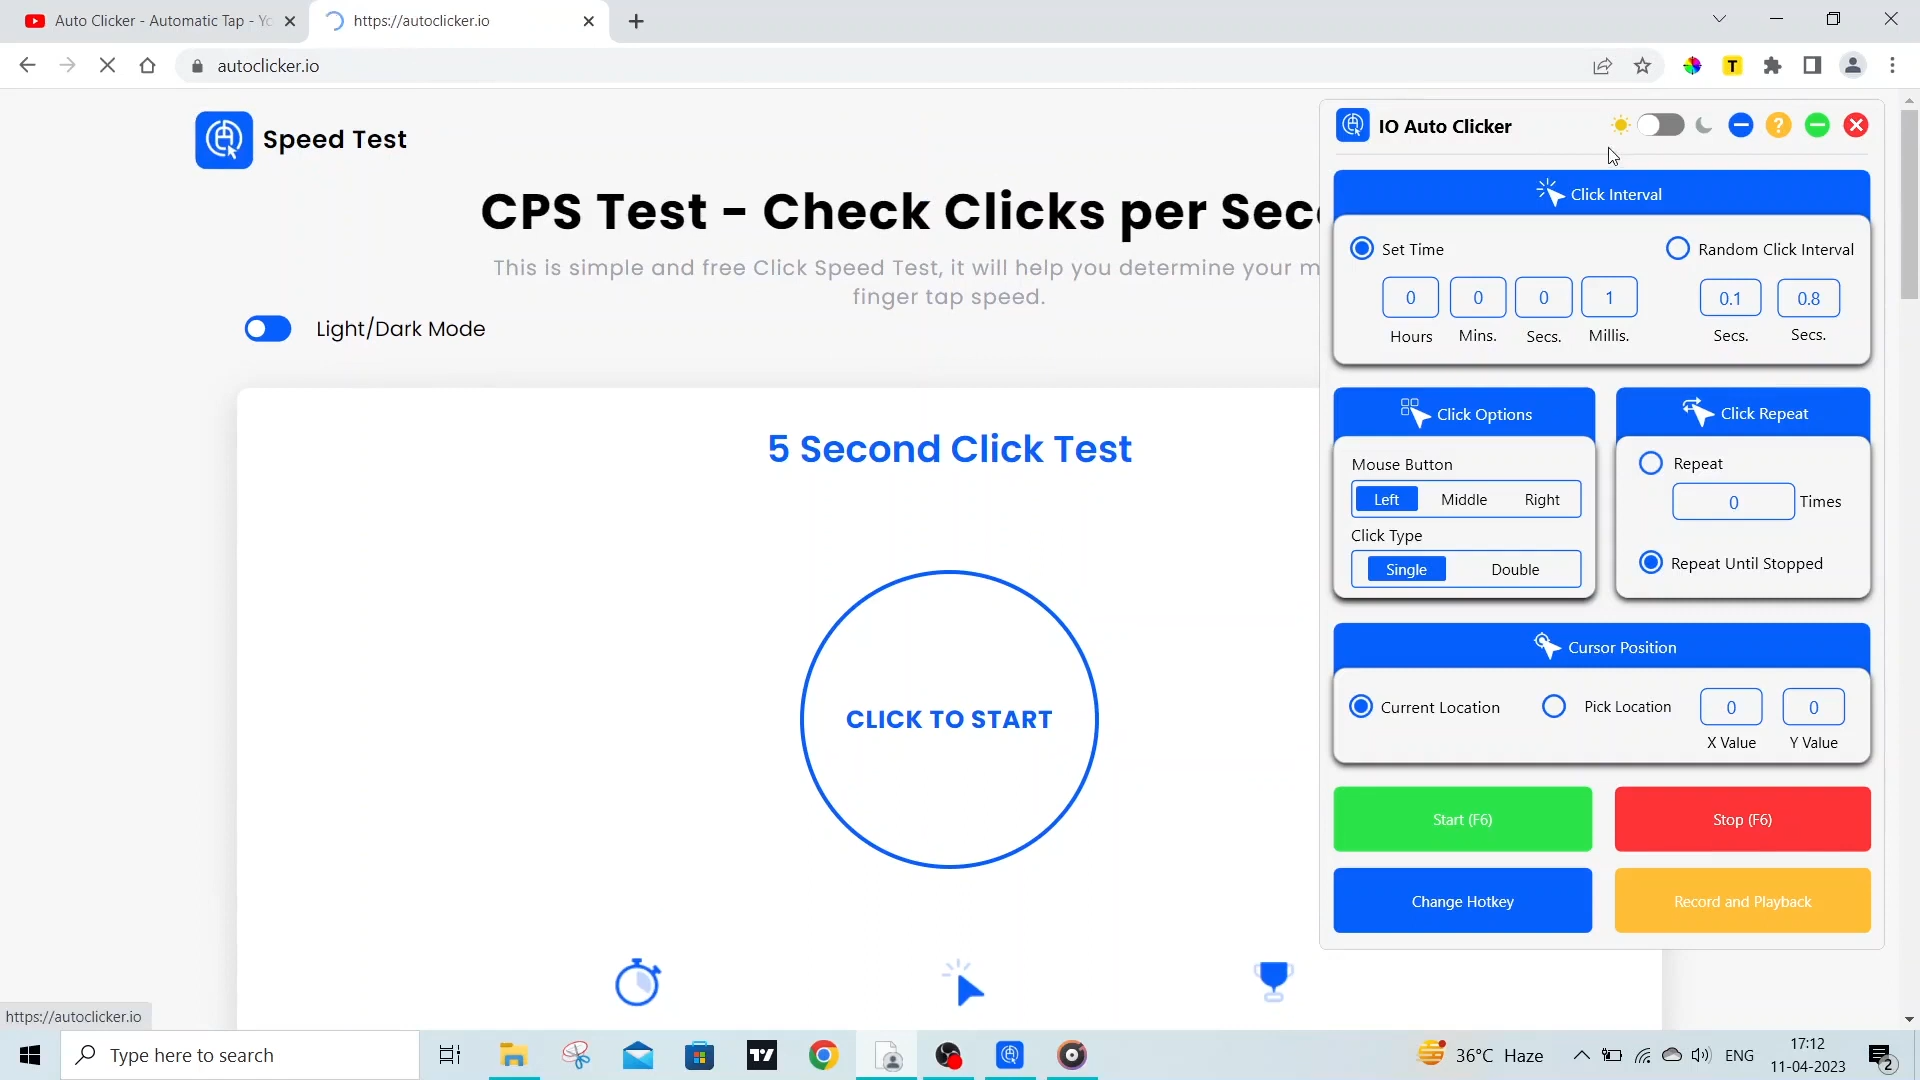 Auto Clicker - Automatic Tap - Yo
https://autoclicker.io
autoclicker.io
T
Speed Test
CPS Test - Check Clicks per Sec
This is simple and free Click Speed Test, it will help you determine your m
finger tap speed.
Light/Dark Mode
5 Second Click Test
CLICK TO START
IO Auto Clicker
?
Click Interval
Set Time
Random Click Interval
0 0 0 1 0.1 0.8
Hours Mins. Secs. Millis. Secs. Secs.
Click Options
Mouse Button
Left Middle Right
Click Type
Single Double
Click Repeat
Repeat
0 Times
Repeat Until Stopped
Cursor Position
Current Location Pick Location 0 0
X Value Y Value
Start (F6) Stop (F6)
Change Hotkey Record and Playback
https://autoclicker.io
Type here to search
36°C Haze
ENG
17:12
11-04-2023
2